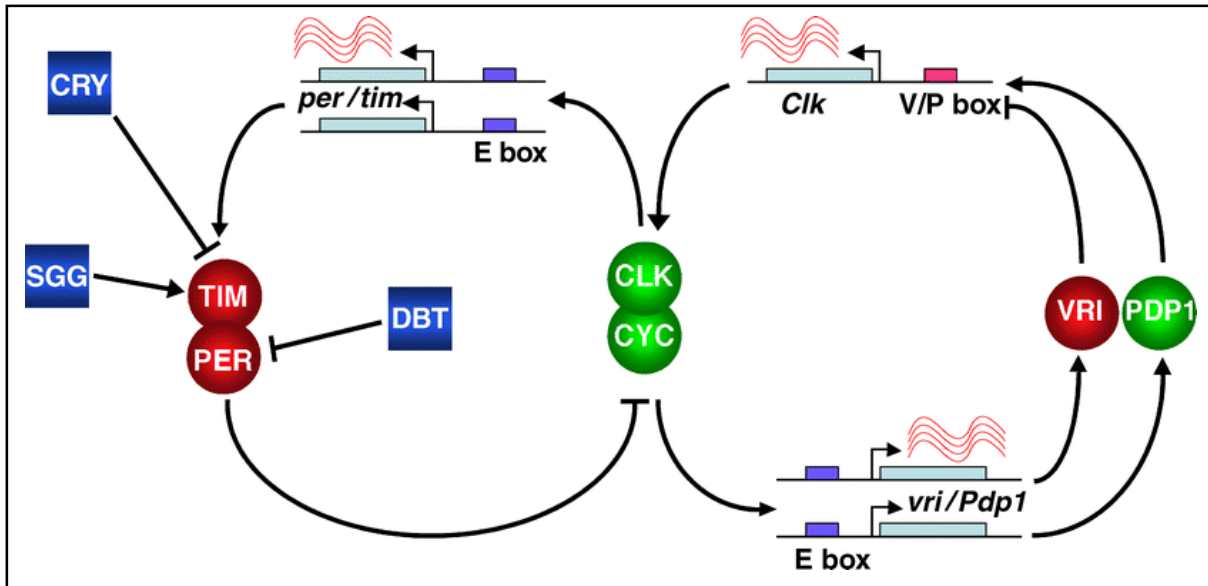 CRY
per/tim
E box
Clk
V/P box
SGG
TIM
PER
DBT
CLK
CYC
VRI
PDP1
vri/Pdp1
E box